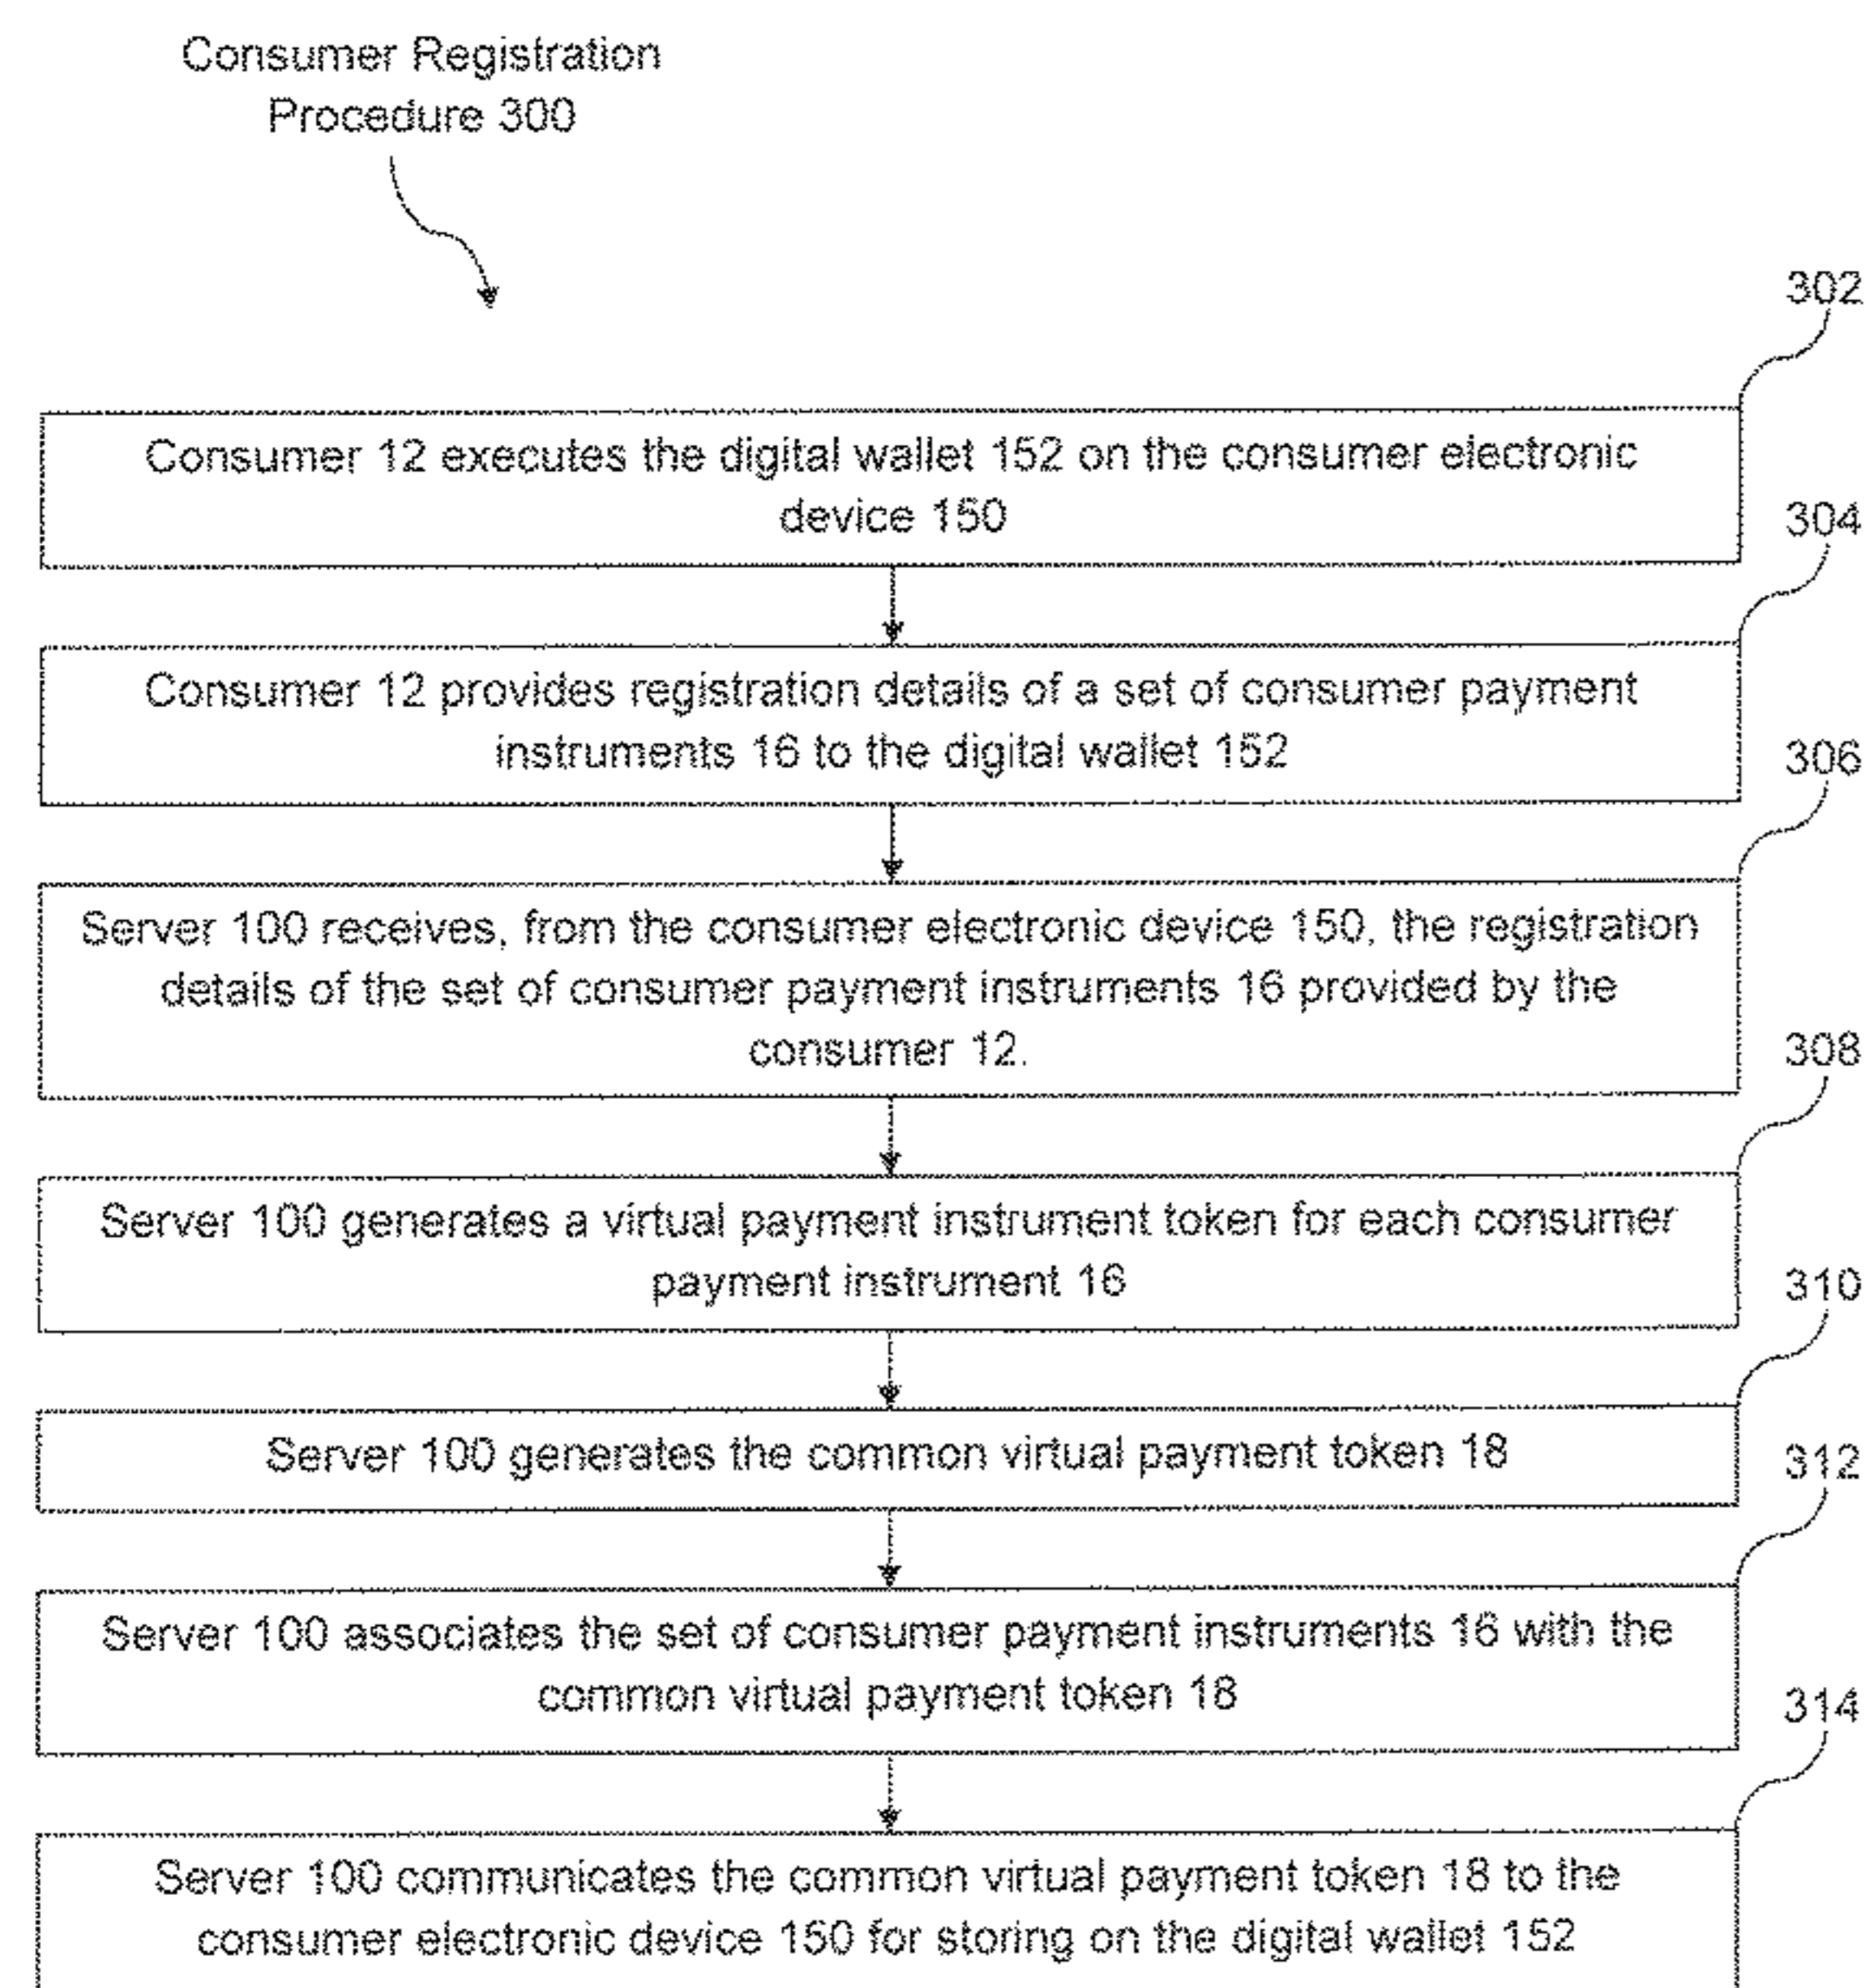 Consumer Registration
Procedure 300
302
Consumer 12 executes the digital wallet 152 on the consumer electronic
device 150
304
Consumer 12 provides registration details of a set of consumer payment
instruments 16 to the digital wallet 152
306
Server 100 receives, from the consumer electronic device 150, the registration
details of the set of consumer payment instruments 16 provided by the
consumer 12.
308
Server 100 generates a virtual payment instrument token for each consumer
payment instrument 16
310
Server 100 generates the common virtual payment token 18
312
Server 100 associates the set of consumer payment instruments 16 with the
common virtual payment token 18
314
Server 100 communicates the common virtual payment token 18 to the
consumer electronic device 150 for storing on the digital wallet 152